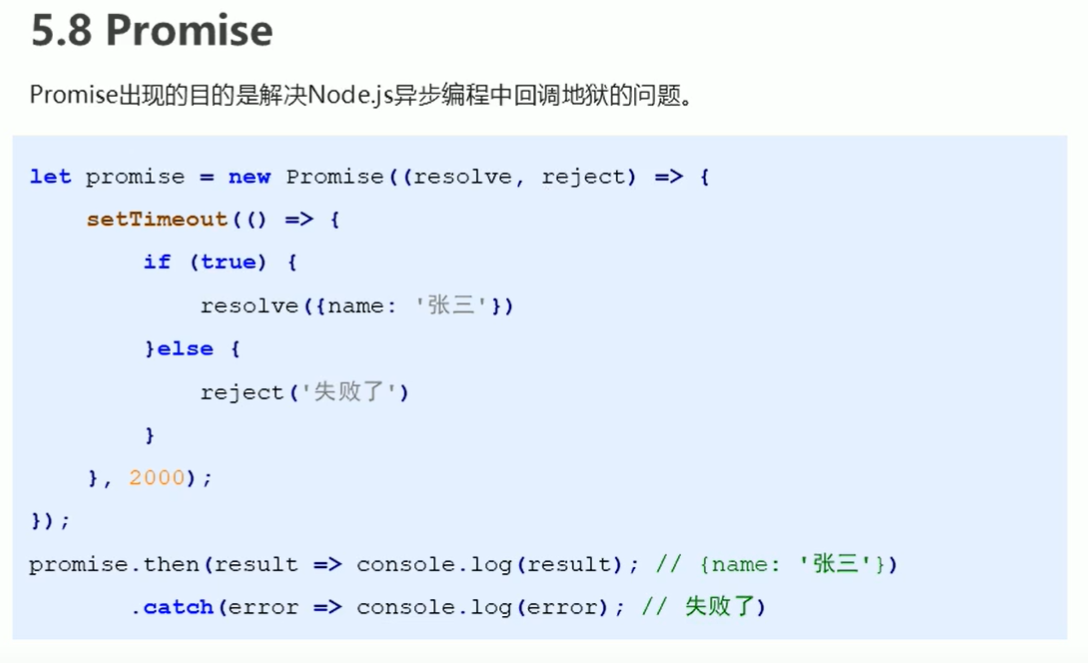 5.8 Promise
Promise出现的目的是解决Node.js异步编程中回调地狱的问题。
let promise = new Promise((resolve, reject) => {
    setTimeout(() => {
        if (true) {
            resolve({name: '张三'})
        }else {
            reject('失败了')
        }
    }, 2000);
});
promise.then(result => console.log(result); // {name: '张三'})
       .catch(error => console.log(error); // 失败了)